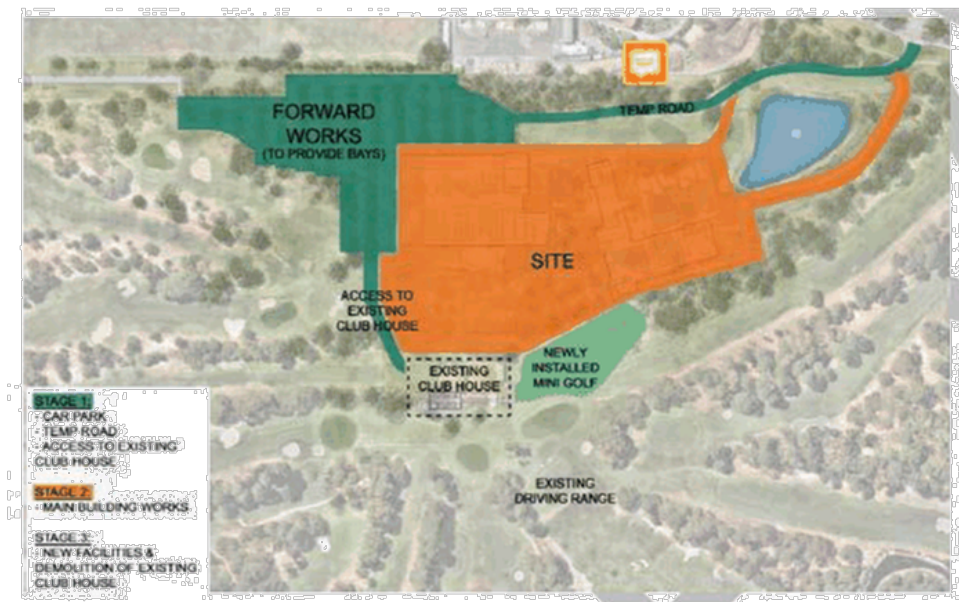 FORWARD
WORKS
(TO PROVIDE BAYS)
TEMP ROAD
SITE
ACCESS TO
EXISTING
CLUB HOUSE
EXISTING
CLUB HOUSE
NEWLY
INSTALLED
MINI GOLF
EXISTING
DRIVING RANGE
STAGE 1:
- CAR PARK
- TEMP ROAD
- ACCESS TO EXISTING
CLUB HOUSE
STAGE 2:
- MAIN BUILDING WORKS
STAGE 3:
- NEW FACILITIES &
DEMOLITION OF EXISTING
CLUB HOUSE